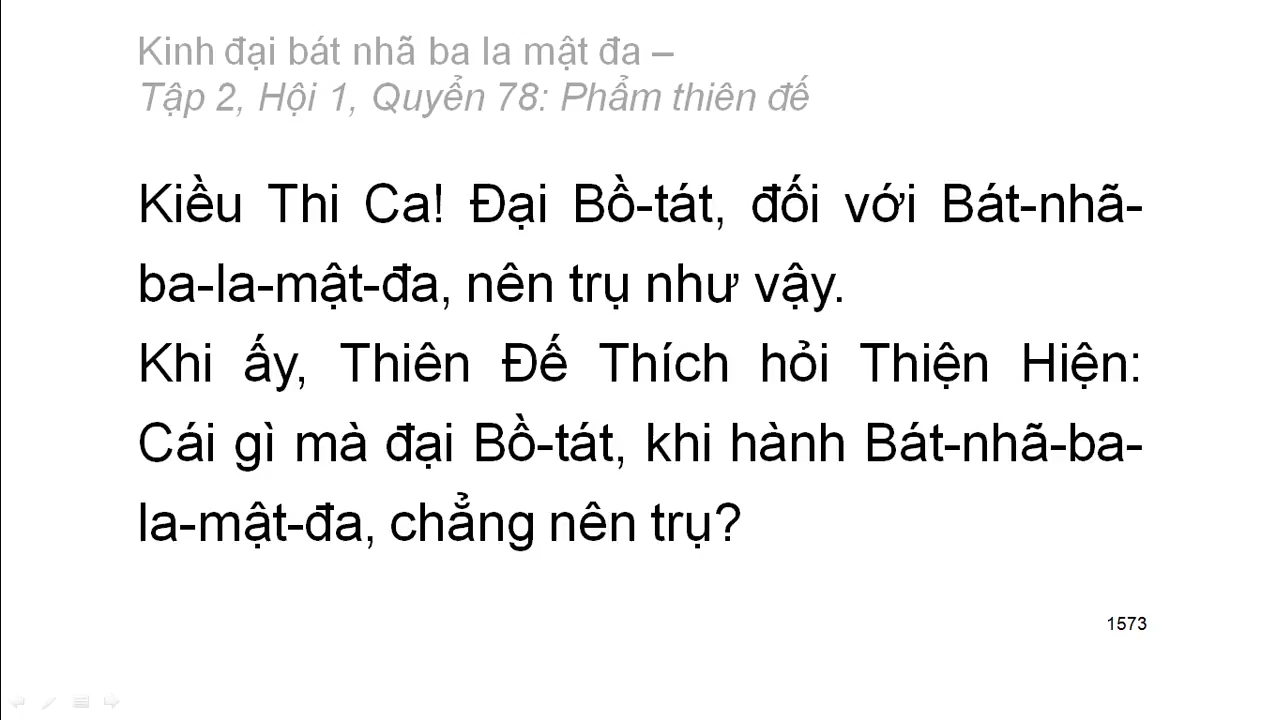 Kinh đại bát nhã ba la mật đa –
Tập 2, Hội 1, Quyển 78: Phẩm thiên đế
Kiều Thi Ca! Đại Bồ-tát, đối với Bát-nhã-
ba-la-mật-đa, nên trụ như vậy.
Khi ấy, Thiên Đế Thích hỏi Thiện Hiện:
Cái gì mà đại Bồ-tát, khi hành Bát-nhã-ba-
la-mật-đa, chẳng nên trụ?
1573